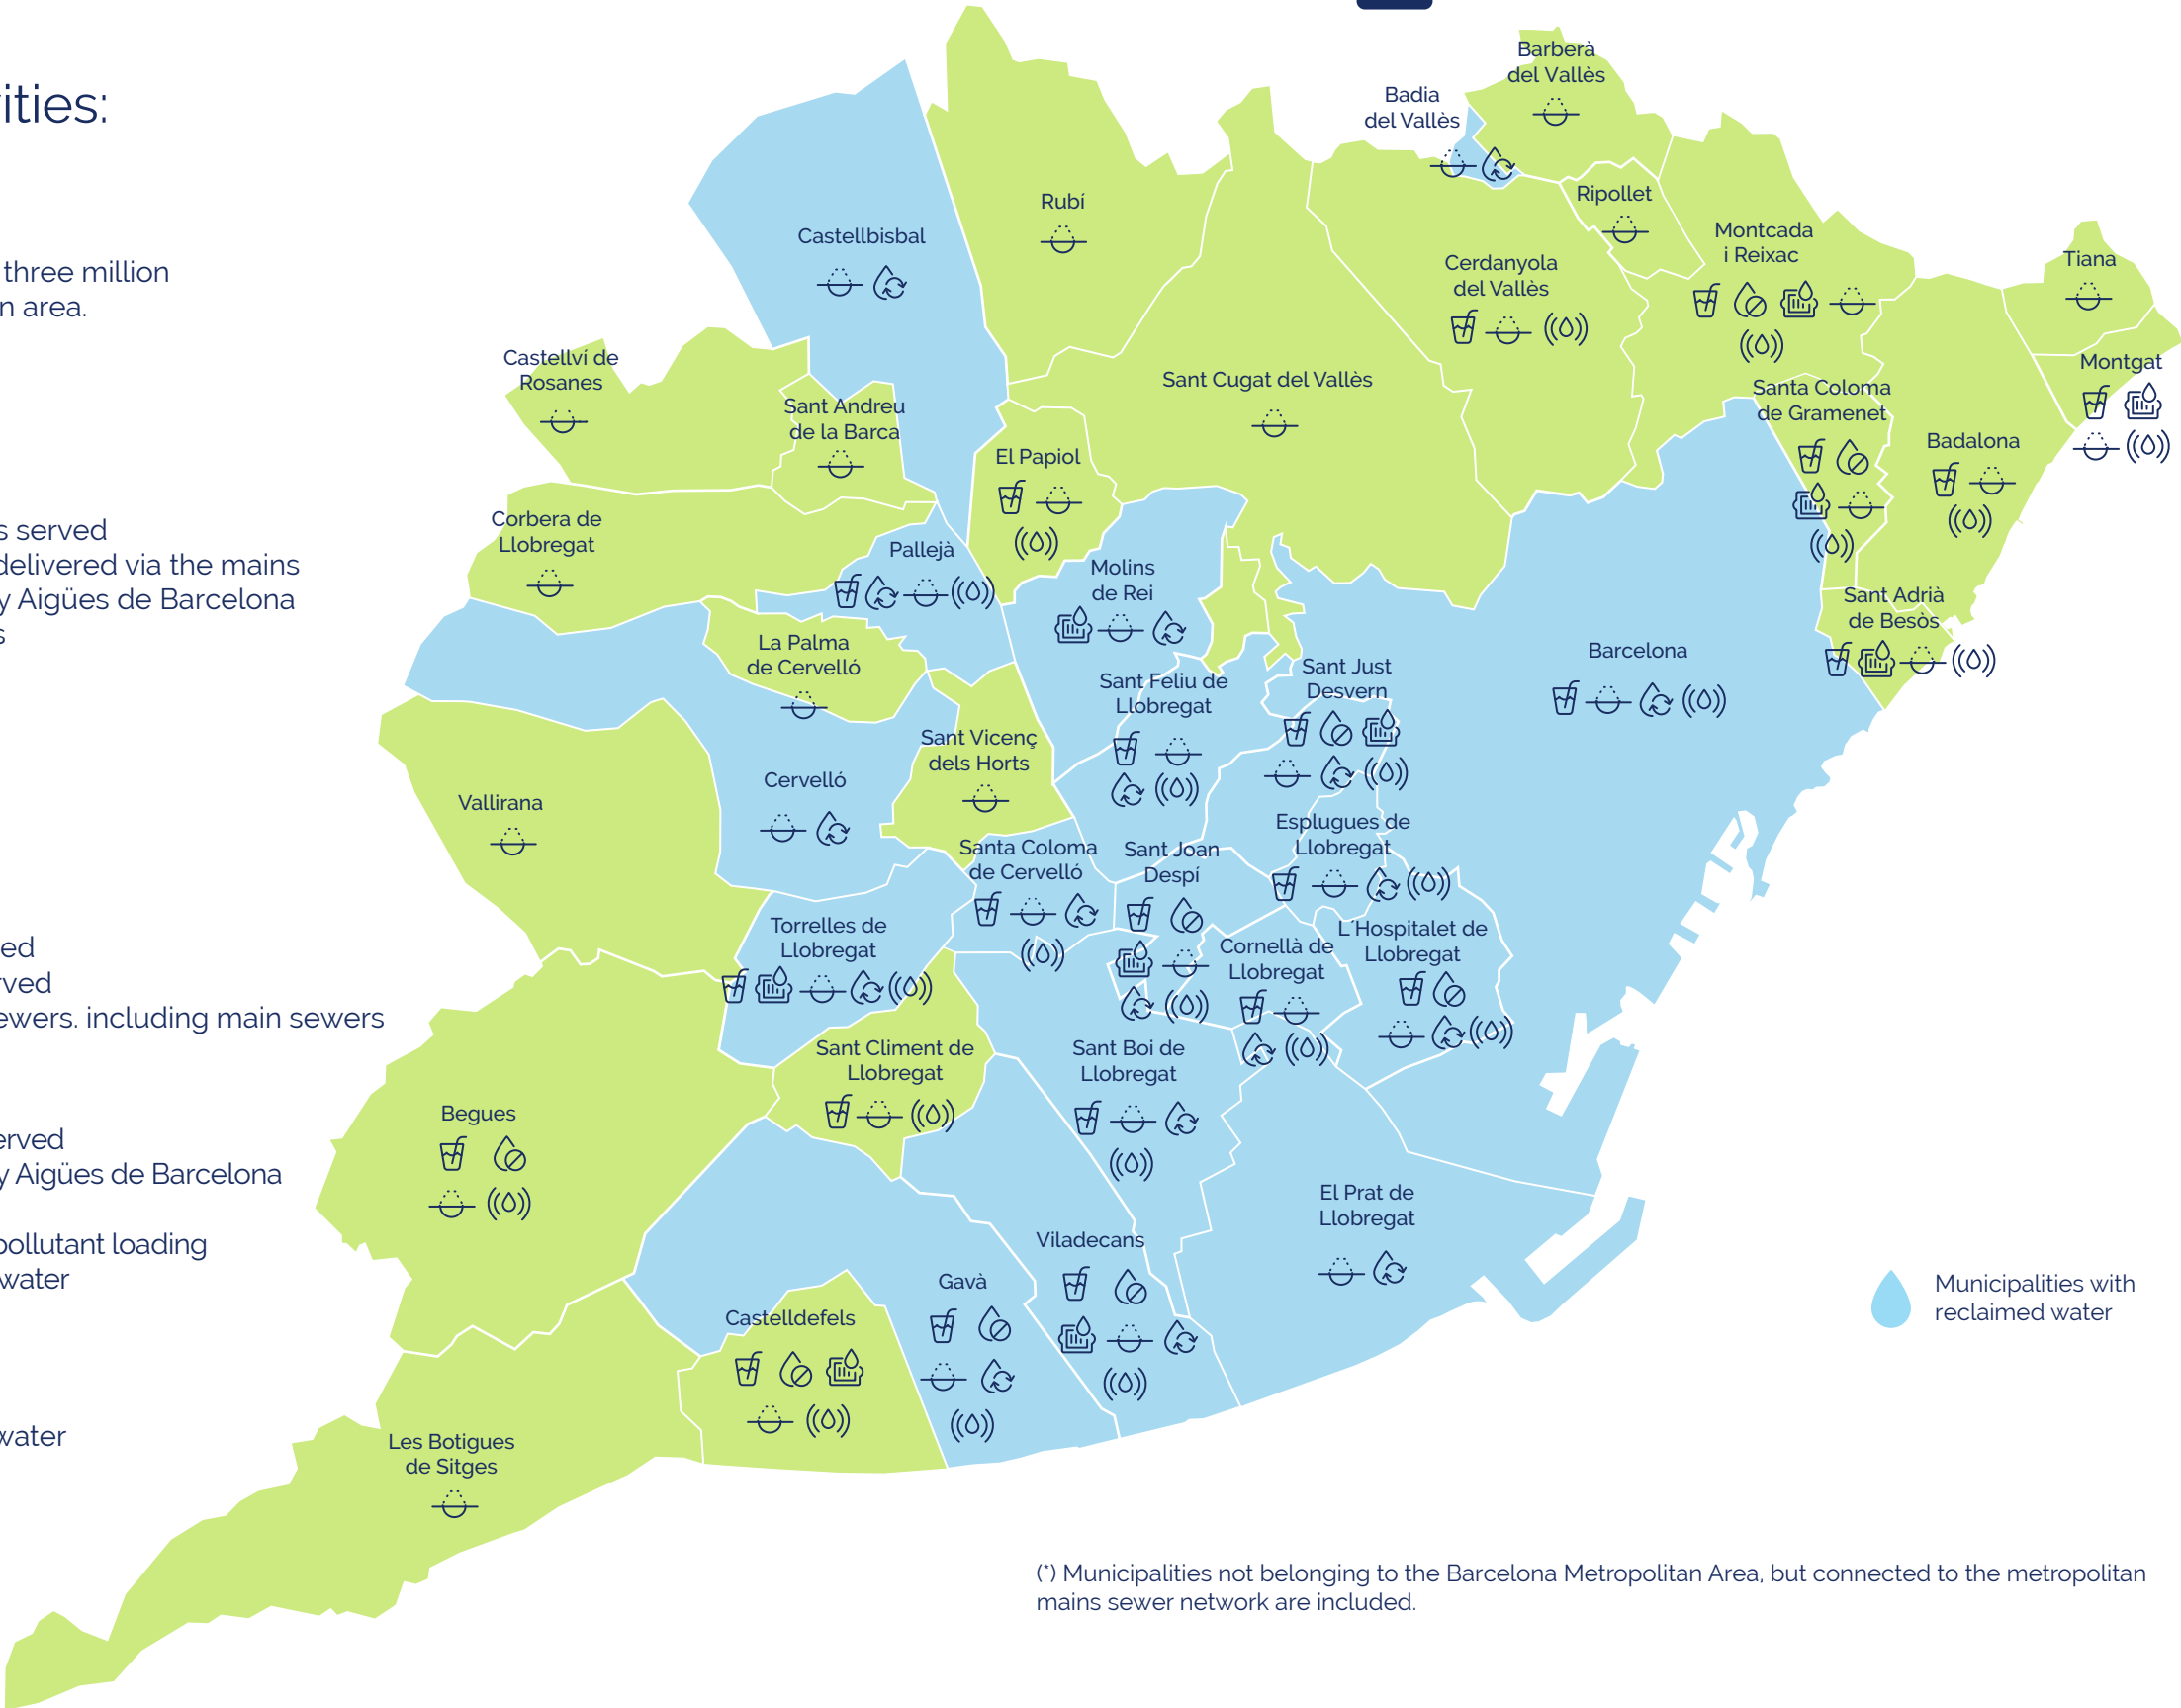 ities:
three million
n area.
s served
delivered via the mains
y Aigües de Barcelona
s
ed
rved
ewers. including main sewers
erved
y Aigües de Barcelona
pollutant loading
water
water
Barberà
del Vallès
Badia
del Vallès
Rubí
Ripollet
Castellbisbal
Montcada
i Reixac
Cerdanyola
del Vallès
Tiana
Castellví de
Rosanes
Montgat
Sant Cugat del Vallès
Santa Coloma
de Gramenet
Sant Andreu
de la Barca
Badalona
El Papiol
Corbera de
Llobregat
Pallejà
Molins
de Rei
Sant Adrià
de Besòs
La Palma
de Cervelló
Barcelona
Sant Feliu de
Llobregat
Sant Just
Desvern
Sant Vicenç
dels Horts
Cervelló
Vallirana
Esplugues de
Llobregat
Santa Coloma
de Cervelló
Sant Joan
Despí
Torrelles de
Llobregat
Cornellà de
Llobregat
L´Hospitalet de
Llobregat
Sant Climent de
Llobregat
Sant Boi de
Llobregat
Begues
El Prat de
Llobregat
Viladecans
Gavà
Castelldefels
Municipalities with
reclaimed water
Les Botigues
de Sitges
(*) Municipalities not belonging to the Barcelona Metropolitan Area, but connected to the metropolitan
mains sewer network are included.